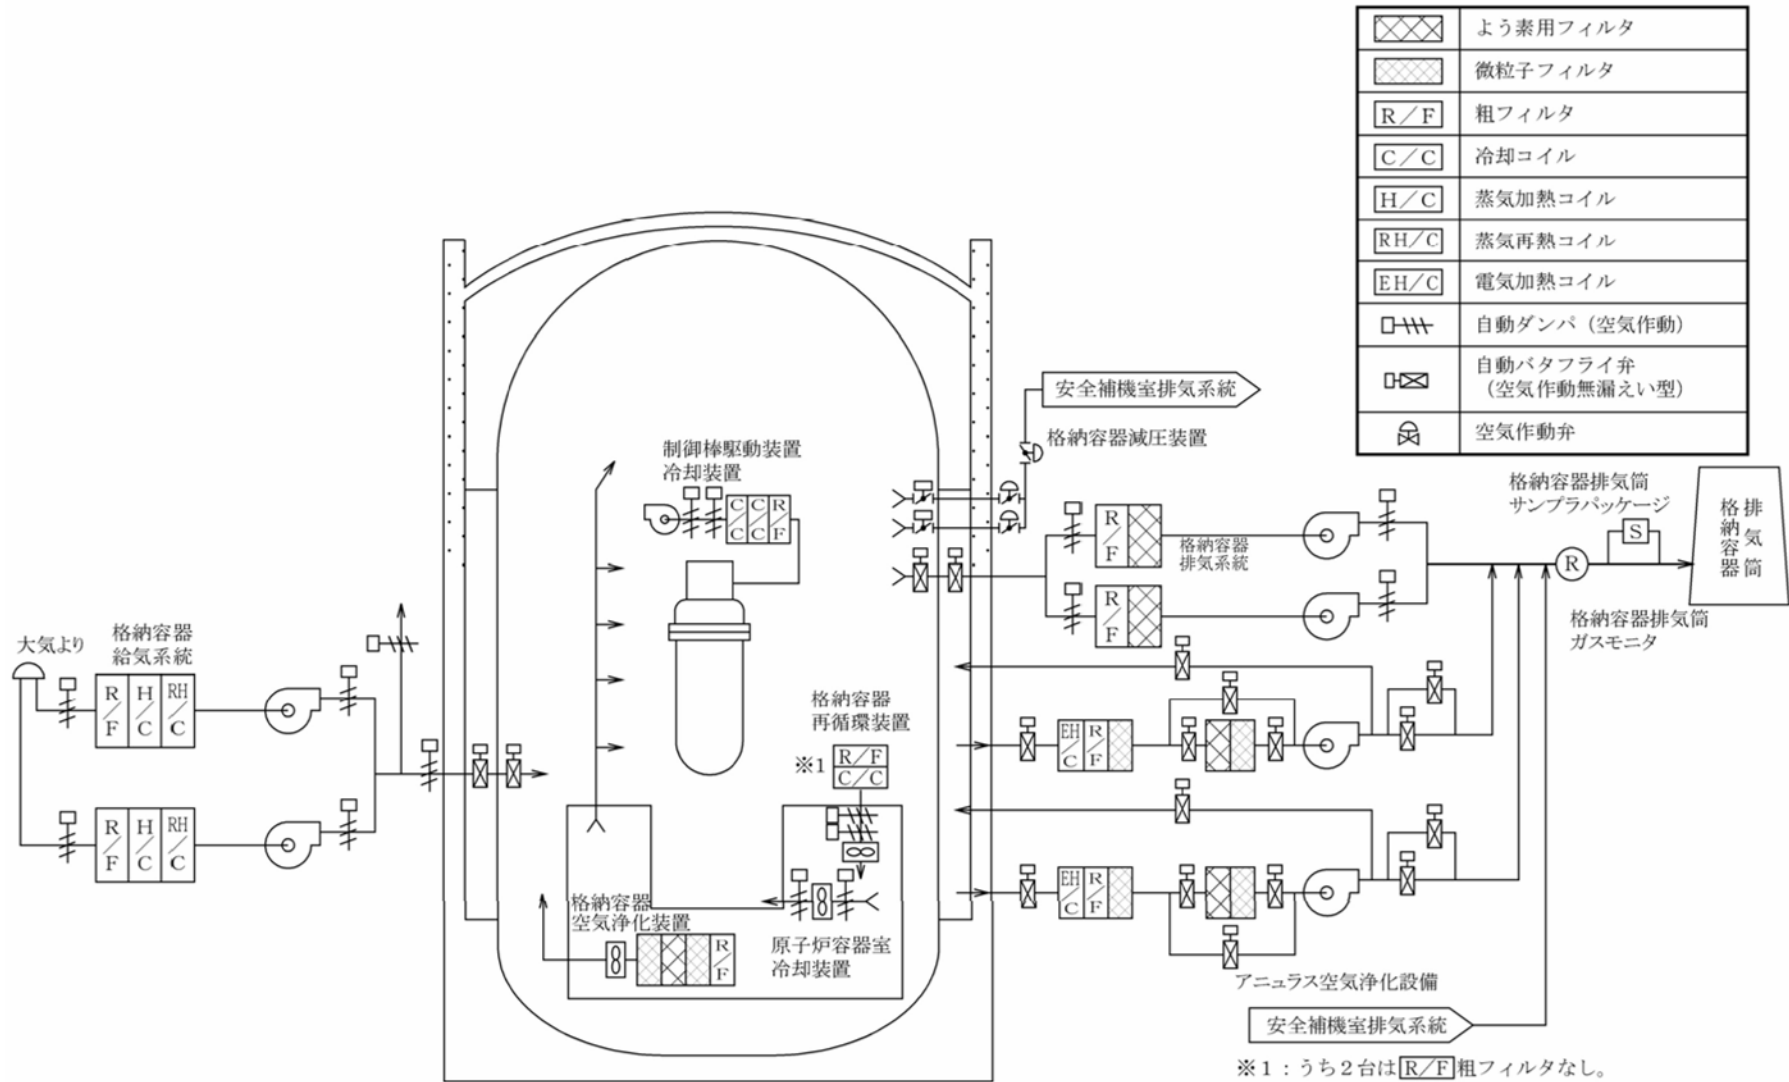 よう素用フィルタ
微粒子フィルタ
R/F 粗フィルタ
C/C 冷却コイル
H/C 蒸気加熱コイル
RH/C 蒸気再熱コイル
EH/C 電気加熱コイル
自動ダンパ（空気作動）
自動バタフライ弁
（空気作動無漏えい型）
空気作動弁
安全補機室排気系統
格納容器減圧装置
制御棒駆動装置
冷却装置
C/C C/C R/F
格納容器排気筒
サンプラパッケージ
S
格納容器
排気筒
R/F
格納容器
排気系統
R
R/F
格納容器排気筒
ガスモニタ
大気より
格納容器
給気系統
R/F H/C RH/C
格納容器
再循環装置
※1
R/F
C/C
EH/C R/F
R/F H/C RH/C
EH/C R/F
格納容器
空気浄化装置
R/F
原子炉容器室
冷却装置
アニュラス空気浄化設備
安全補機室排気系統
※1：うち2台はR/F粗フィルタなし。